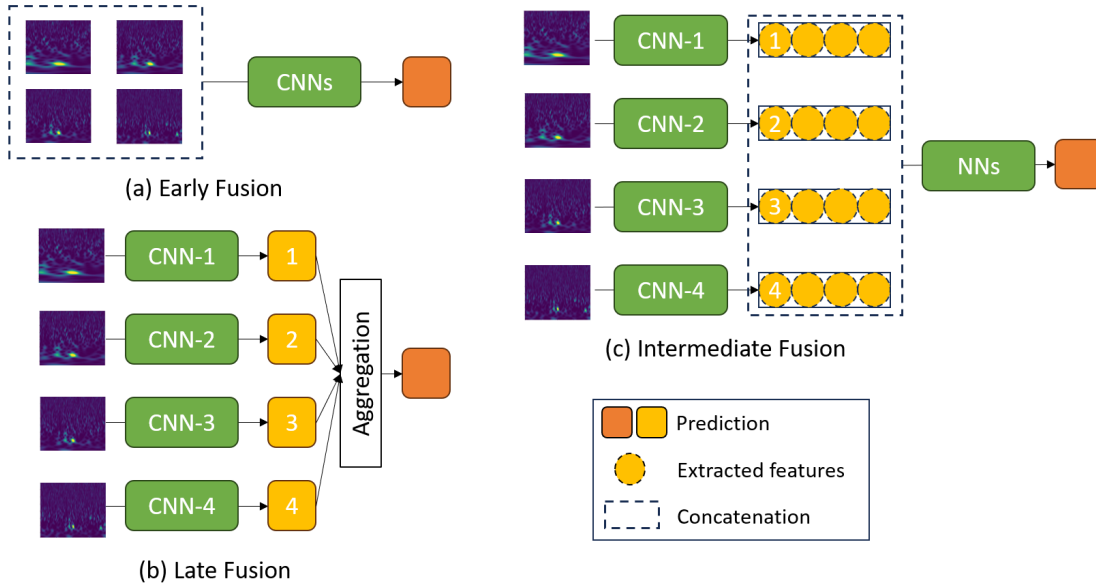 CNNs
(a) Early Fusion
CNN-1
1
CNN-2
2
CNN-3
3
CNN-4
4
Aggregation
(b) Late Fusion
CNN-1
1
CNN-2
2
CNN-3
3
CNN-4
4
NNs
(c) Intermediate Fusion
Prediction
Extracted features
Concatenation